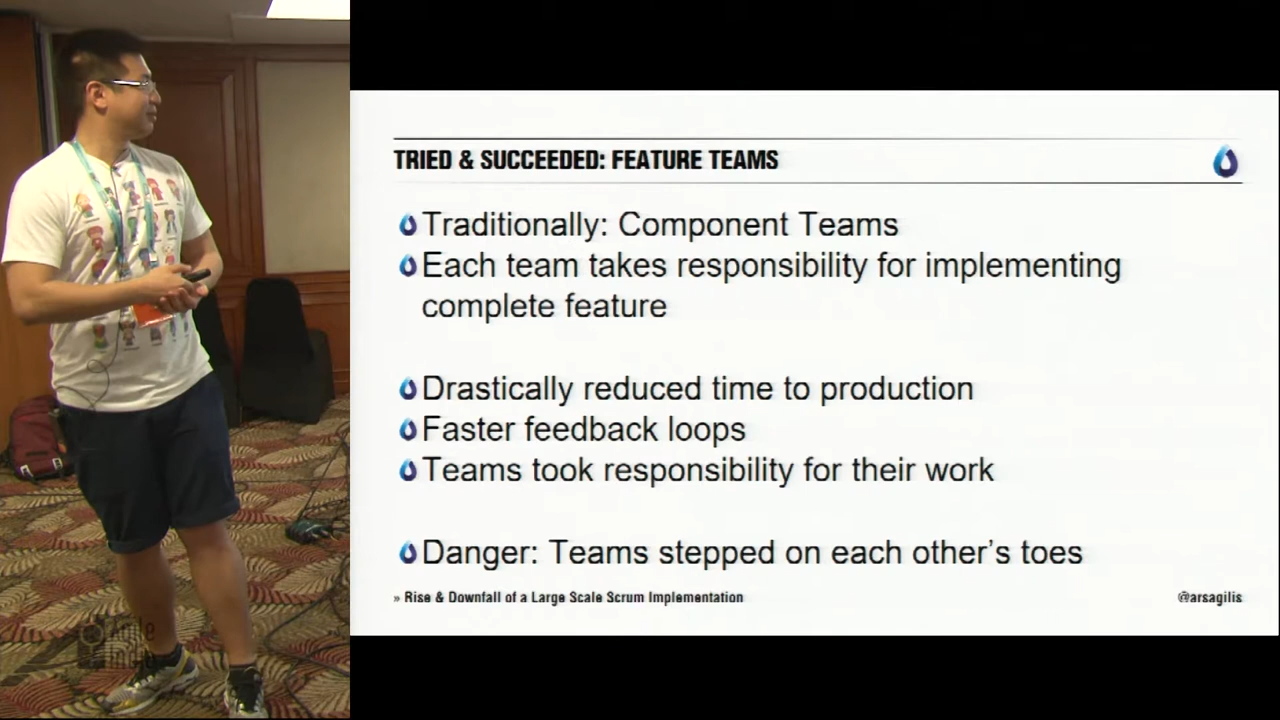 TRIED & SUCCEEDED: FEATURE TEAMS
Traditionally: Component Teams
Each team takes responsibility for implementing
complete feature
Drastically reduced time to production
Faster feedback loops
Teams took responsibility for their work
Danger: Teams stepped on each other's toes
» Rise & Downfall of a Large Scale Scrum Implementation
@arsagilis
Agile
India